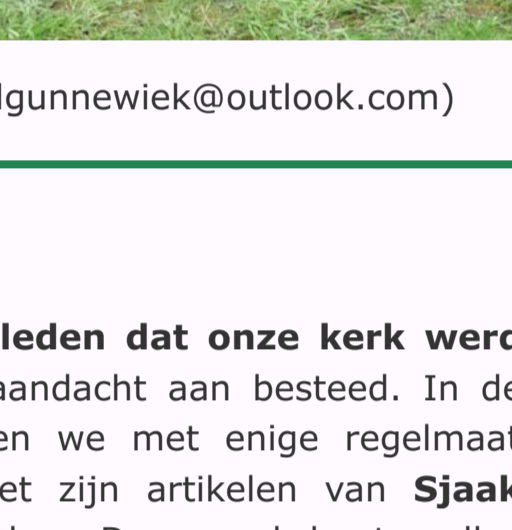 lgunnewiek@outlook.com)
leden dat onze kerk werd
aandacht aan besteed. In de
en we met enige regelmaat
et zijn artikelen van Sjaak